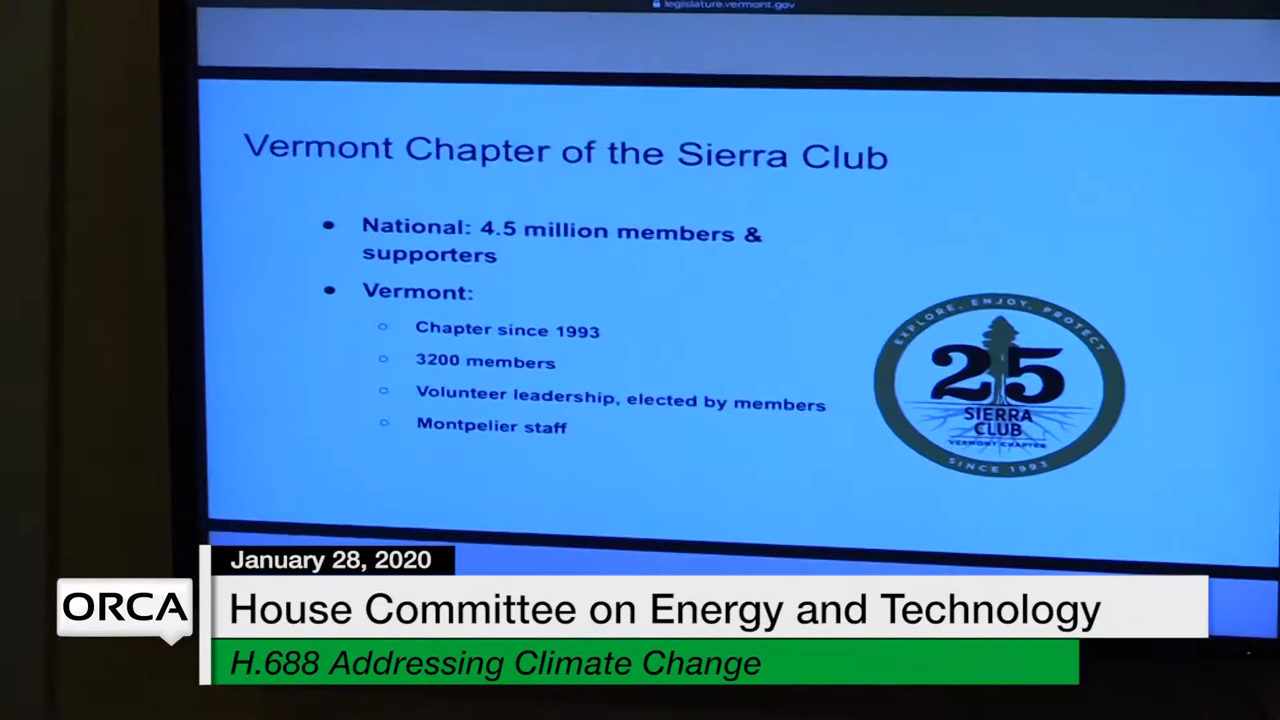 legislature.vermont.gov
Vermont Chapter of the Sierra Club
● National: 4.5 million members &
supporters
● Vermont:
○ Chapter since 1993
○ 3200 members
○ Volunteer leadership, elected by members
○ Montpelier staff
EXPLORE, ENJOY, PROTECT
25
SIERRA
CLUB
VERMONT CHAPTER
SINCE 1993
January 28, 2020
ORCA
House Committee on Energy and Technology
H.688 Addressing Climate Change